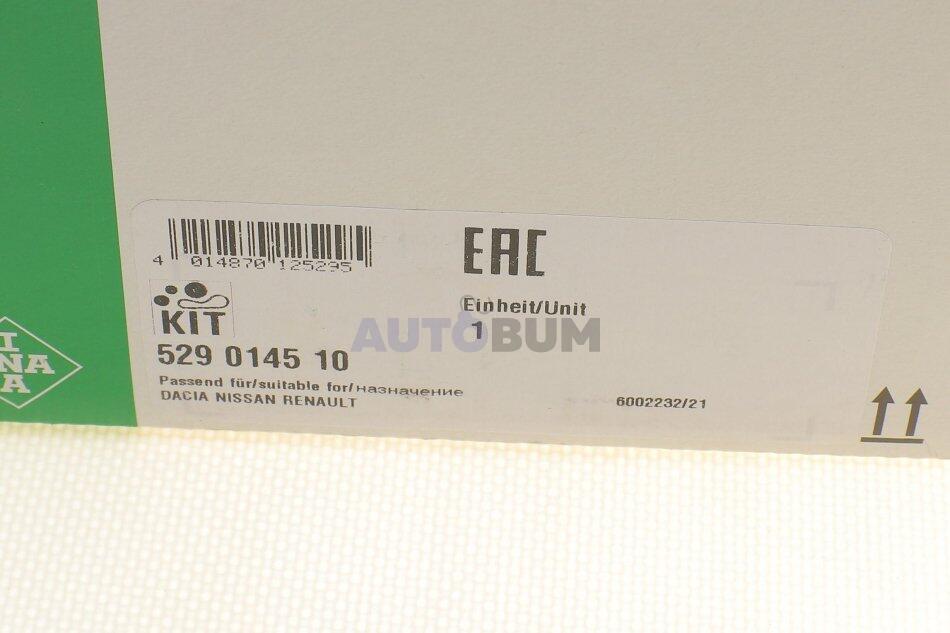 4 014870 125295
EAC
KIT
Einheit/Unit
1
AUTOBUM
529 0145 10
Passend für/suitable for/назначение
DACIA NISSAN RENAULT
6002232/21
I
INA
A